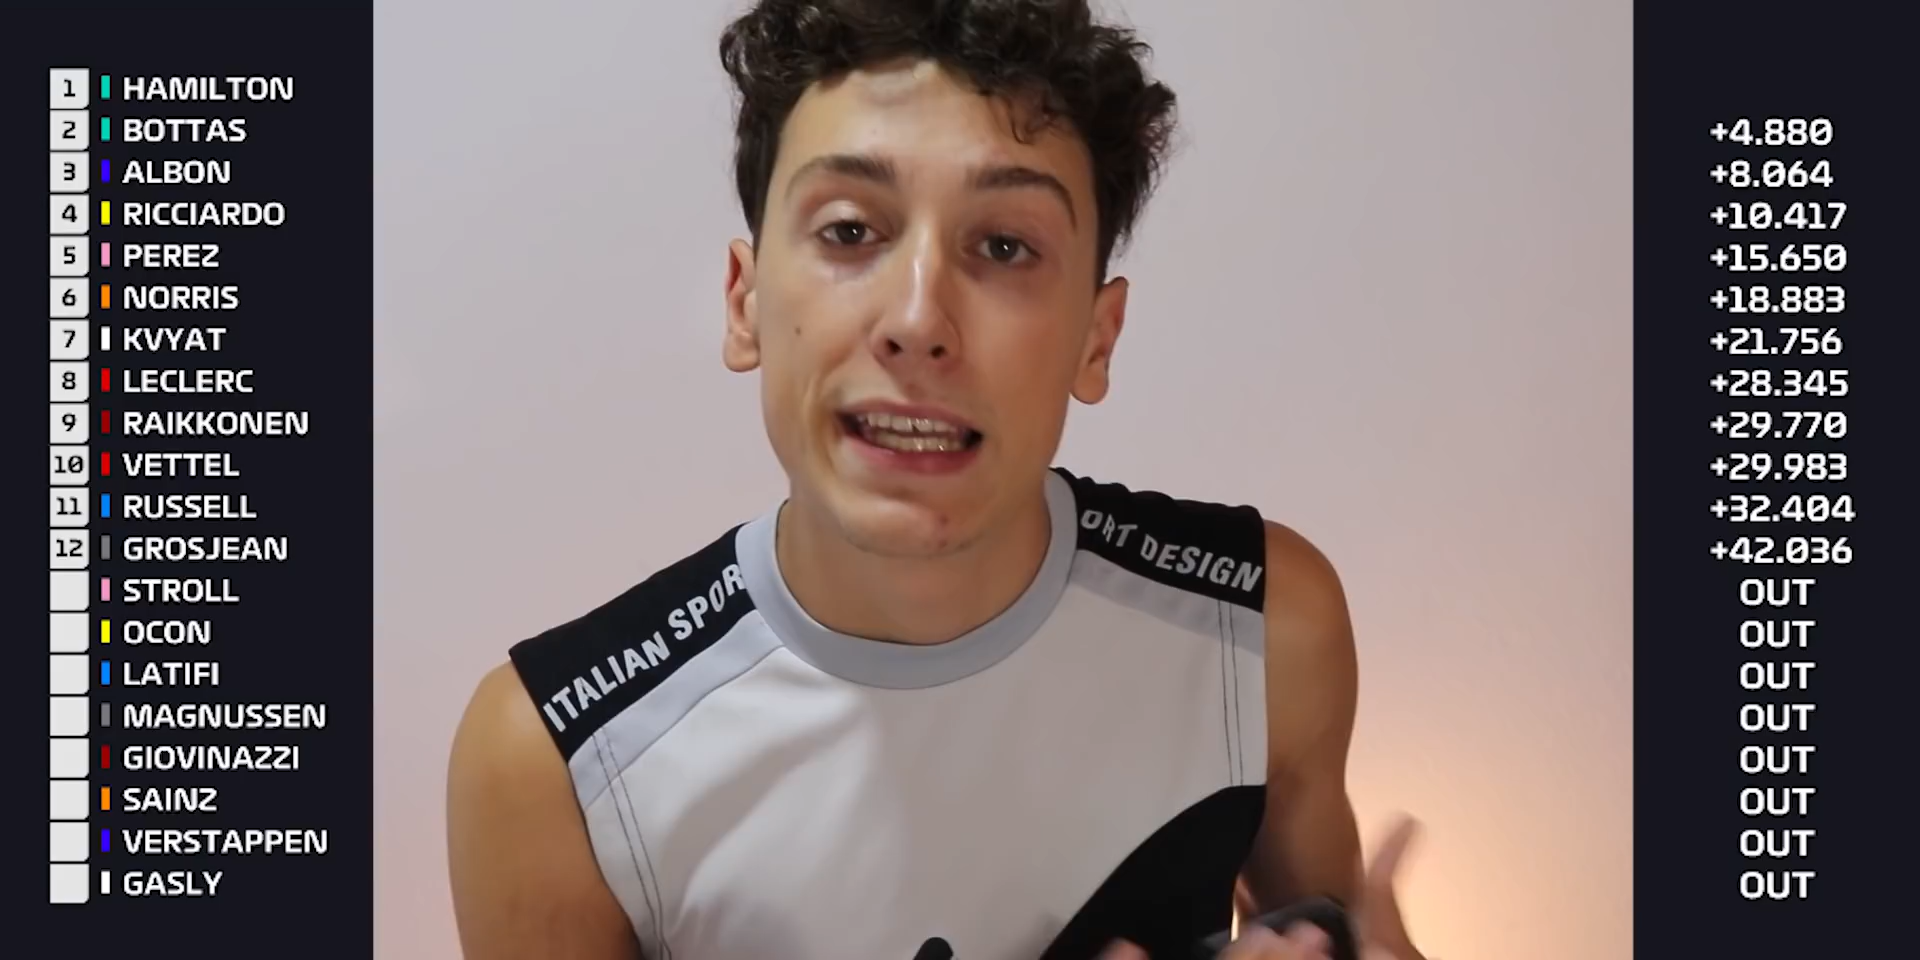 1 HAMILTON
2 BOTTAS +4.880
3 ALBON +8.064
4 RICCIARDO +10.417
5 PEREZ +15.650
6 NORRIS +18.883
7 KVYAT +21.756
8 LECLERC +28.345
9 RAIKKONEN +29.770
10 VETTEL +29.983
11 RUSSELL +32.404
12 GROSJEAN +42.036
STROLL OUT
OCON OUT
LATIFI OUT
MAGNUSSEN OUT
GIOVINAZZI OUT
SAINZ OUT
VERSTAPPEN OUT
GASLY OUT
ITALIAN SPOR
ORT DESIGN